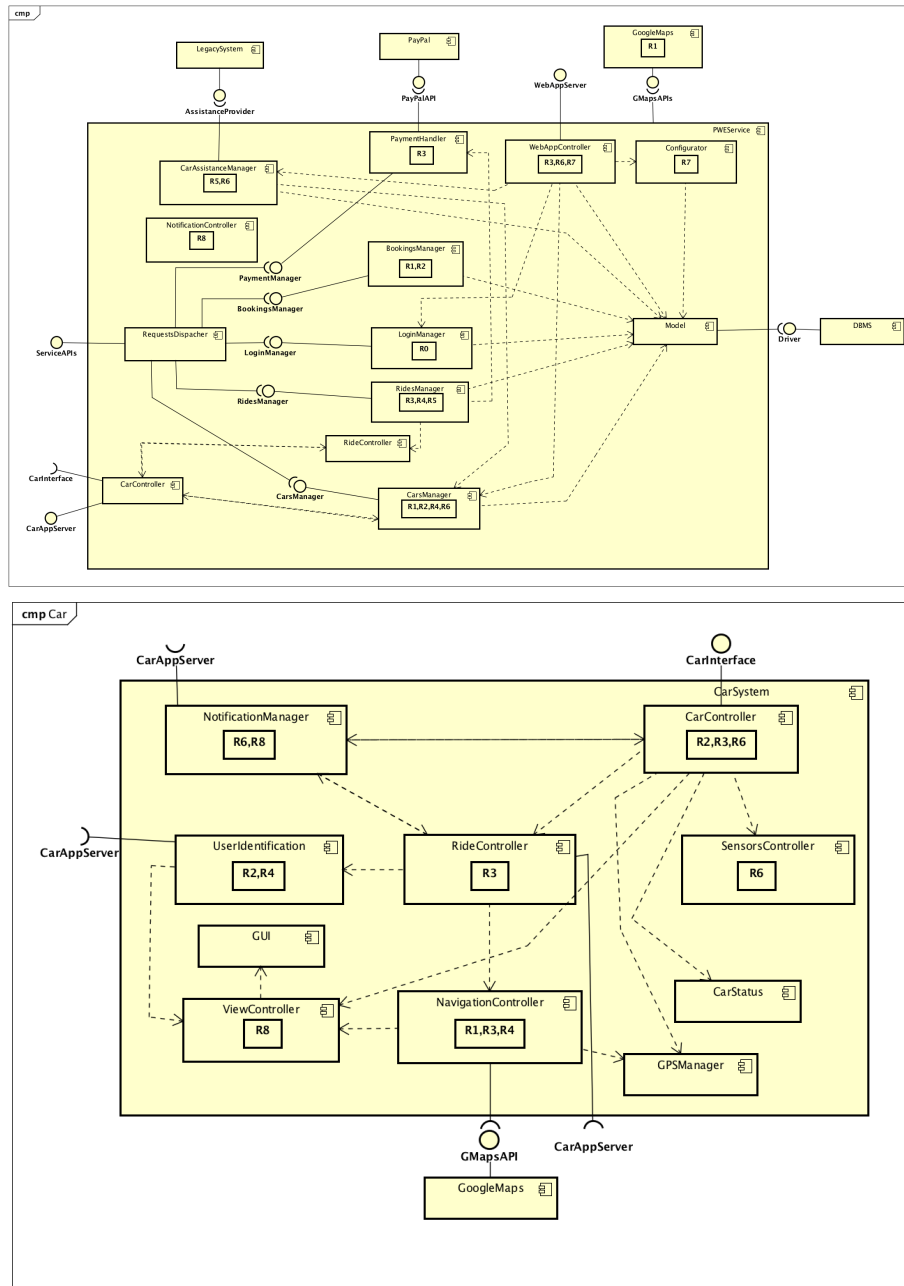 cmp
LegacySystem
PayPal
GoogleMaps
R1
AssistanceProvider
PayPalAPI
WebAppServer
GMapsAPIs
PWEService
PaymentHandler
R3
WebAppController
R3,R6,R7
Configurator
R7
CarAssistanceManager
R5,R6
NotificationController
R8
BookingsManager
R1,R2
PaymentManager
BookingsManager
RequestsDispacher
ServiceAPIs
LoginManager
LoginManager
R0
Model
Driver
DBMS
RidesManager
RidesManager
R3,R4,R5
RideController
CarInterface
CarController
CarsManager
CarsManager
R1,R2,R4,R6
CarAppServer
cmp Car
CarAppServer
CarInterface
CarSystem
NotificationManager
R6,R8
CarController
R2,R3,R6
CarAppServer
UserIdentification
R2,R4
RideController
R3
SensorsController
R6
GUI
CarStatus
ViewController
R8
NavigationController
R1,R3,R4
GPSManager
GMapsAPI
CarAppServer
GoogleMaps